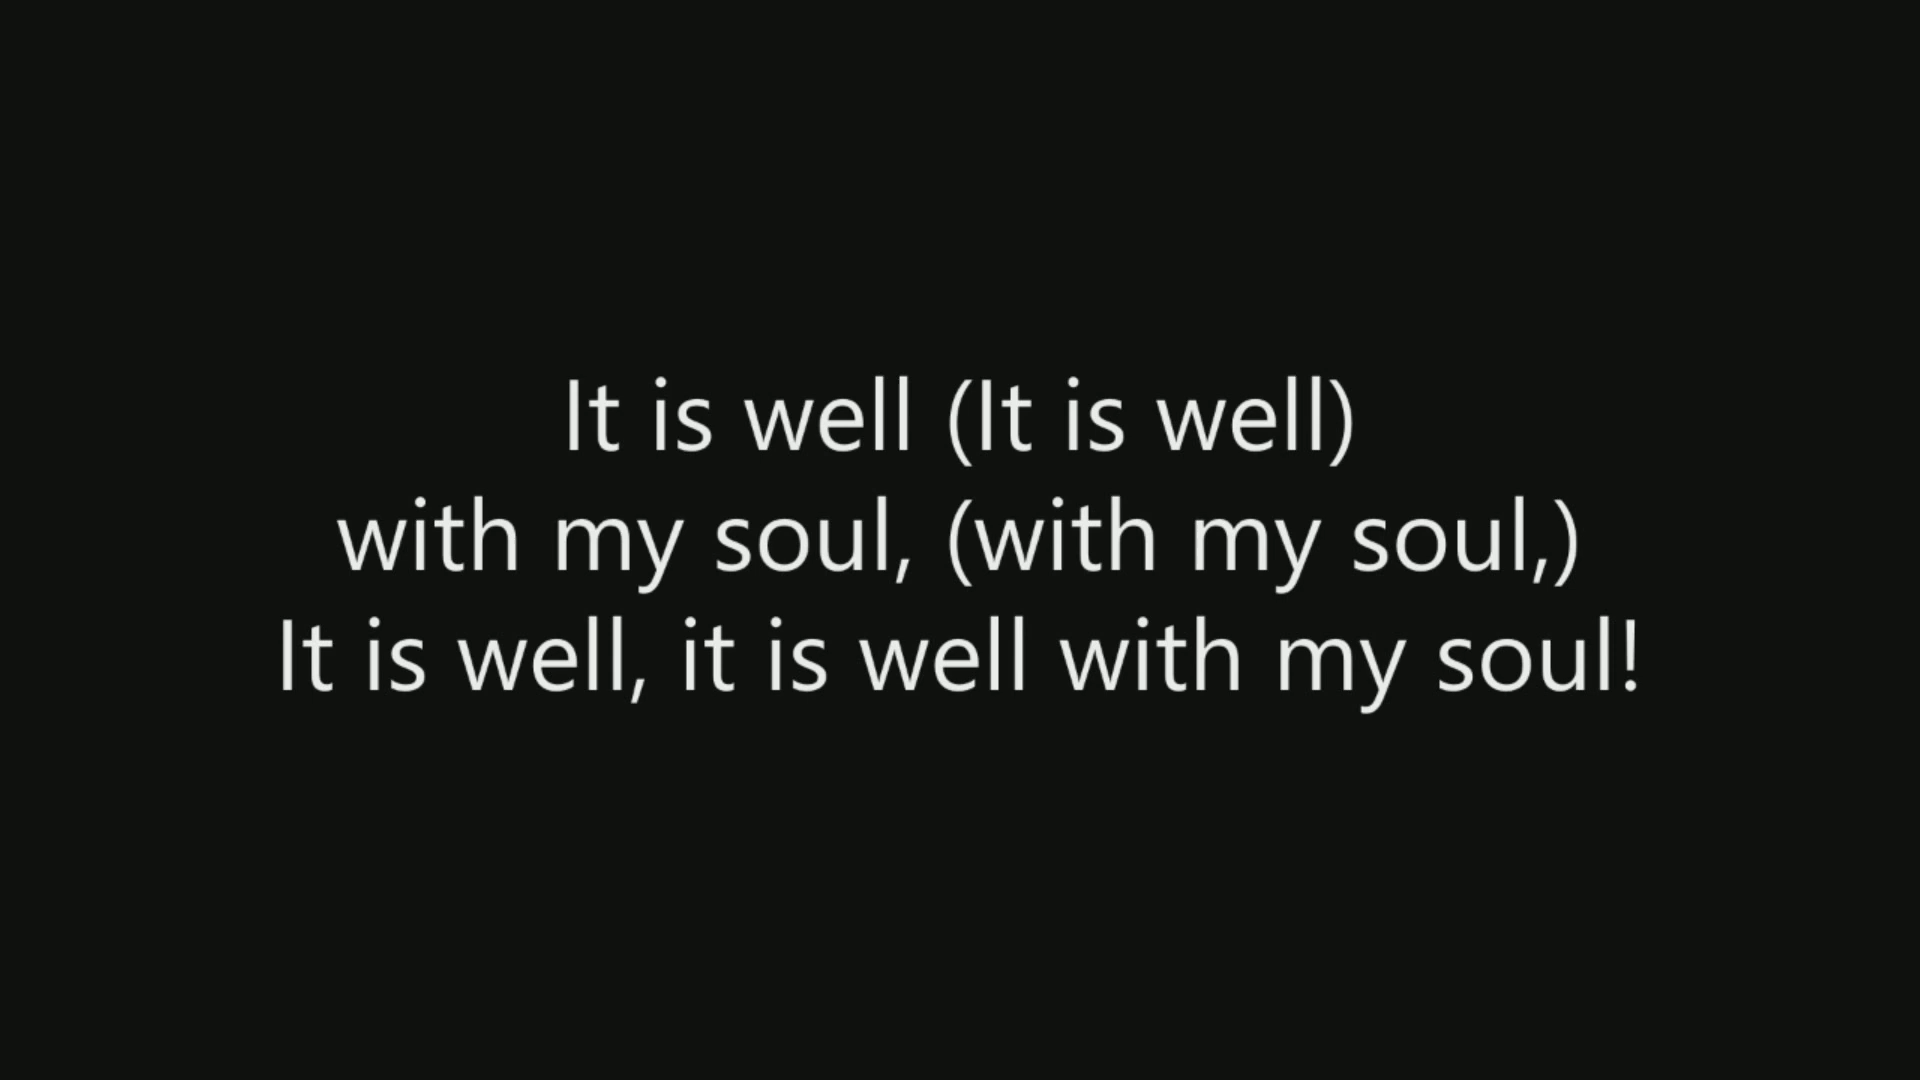 It is well (It is well)
with my soul, (with my soul,)
It is well, it is well with my soul!